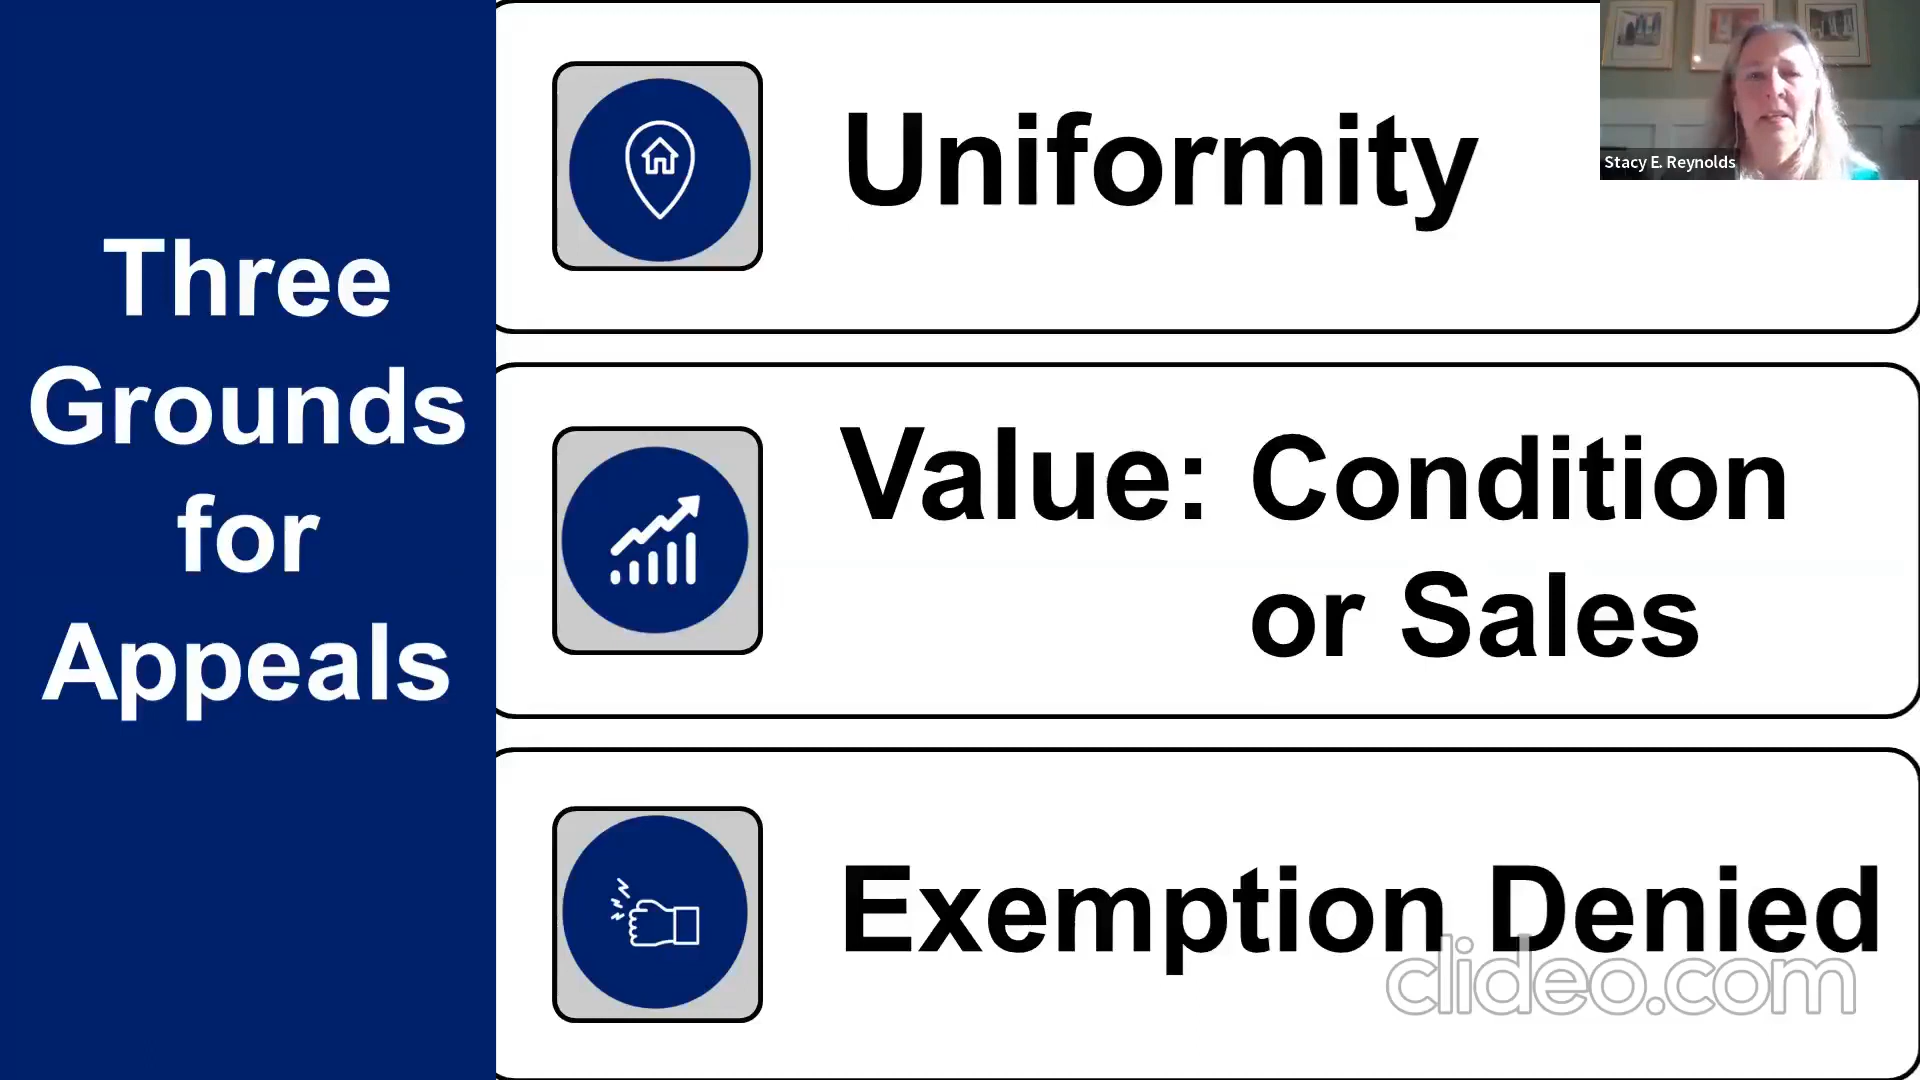 Three
Grounds
for
Appeals
Uniformity
Value: Condition
or Sales
Exemption Denied
Stacy E. Reynolds
clideo.com